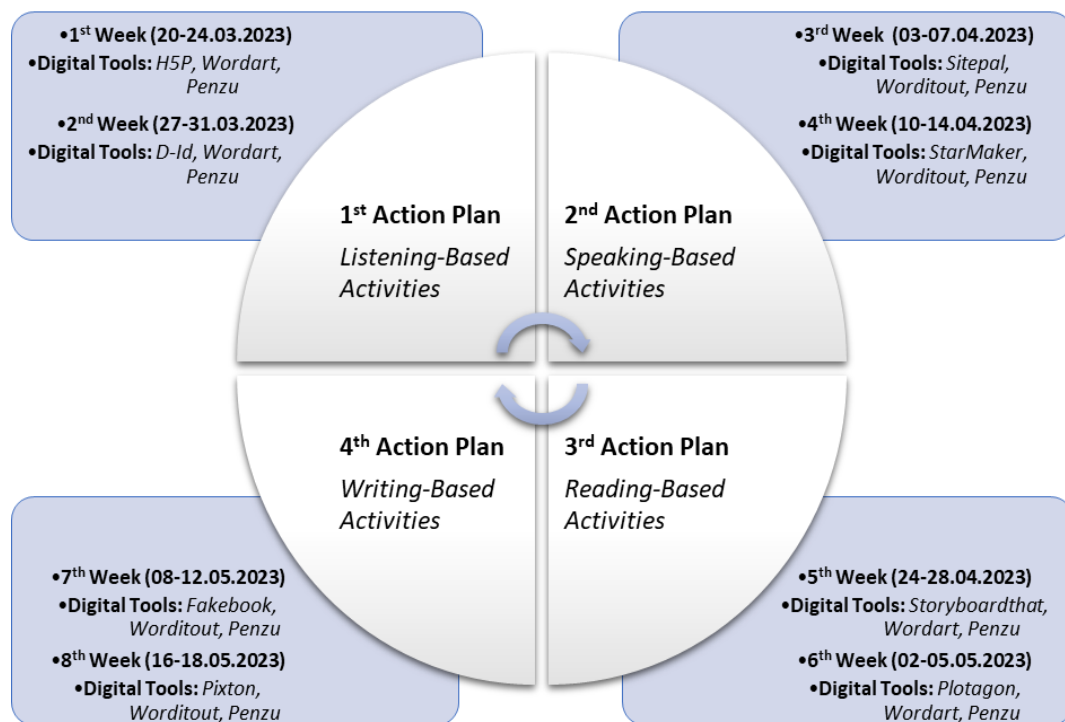 •1st Week (20-24.03.2023)
•Digital Tools: H5P, Wordart,
Penzu
•2nd Week (27-31.03.2023)
•Digital Tools: D-Id, Wordart,
Penzu
•3rd Week (03-07.04.2023)
•Digital Tools: Sitepal,
Worditout, Penzu
•4th Week (10-14.04.2023)
•Digital Tools: StarMaker,
Worditout, Penzu
1st Action Plan
Listening-Based
Activities
2nd Action Plan
Speaking-Based
Activities
4th Action Plan
Writing-Based
Activities
3rd Action Plan
Reading-Based
Activities
•7th Week (08-12.05.2023)
•Digital Tools: Fakebook,
Worditout, Penzu
•8th Week (16-18.05.2023)
•Digital Tools: Pixton,
Worditout, Penzu
•5th Week (24-28.04.2023)
•Digital Tools: Storyboardthat,
Wordart, Penzu
•6th Week (02-05.05.2023)
•Digital Tools: Plotagon,
Wordart, Penzu